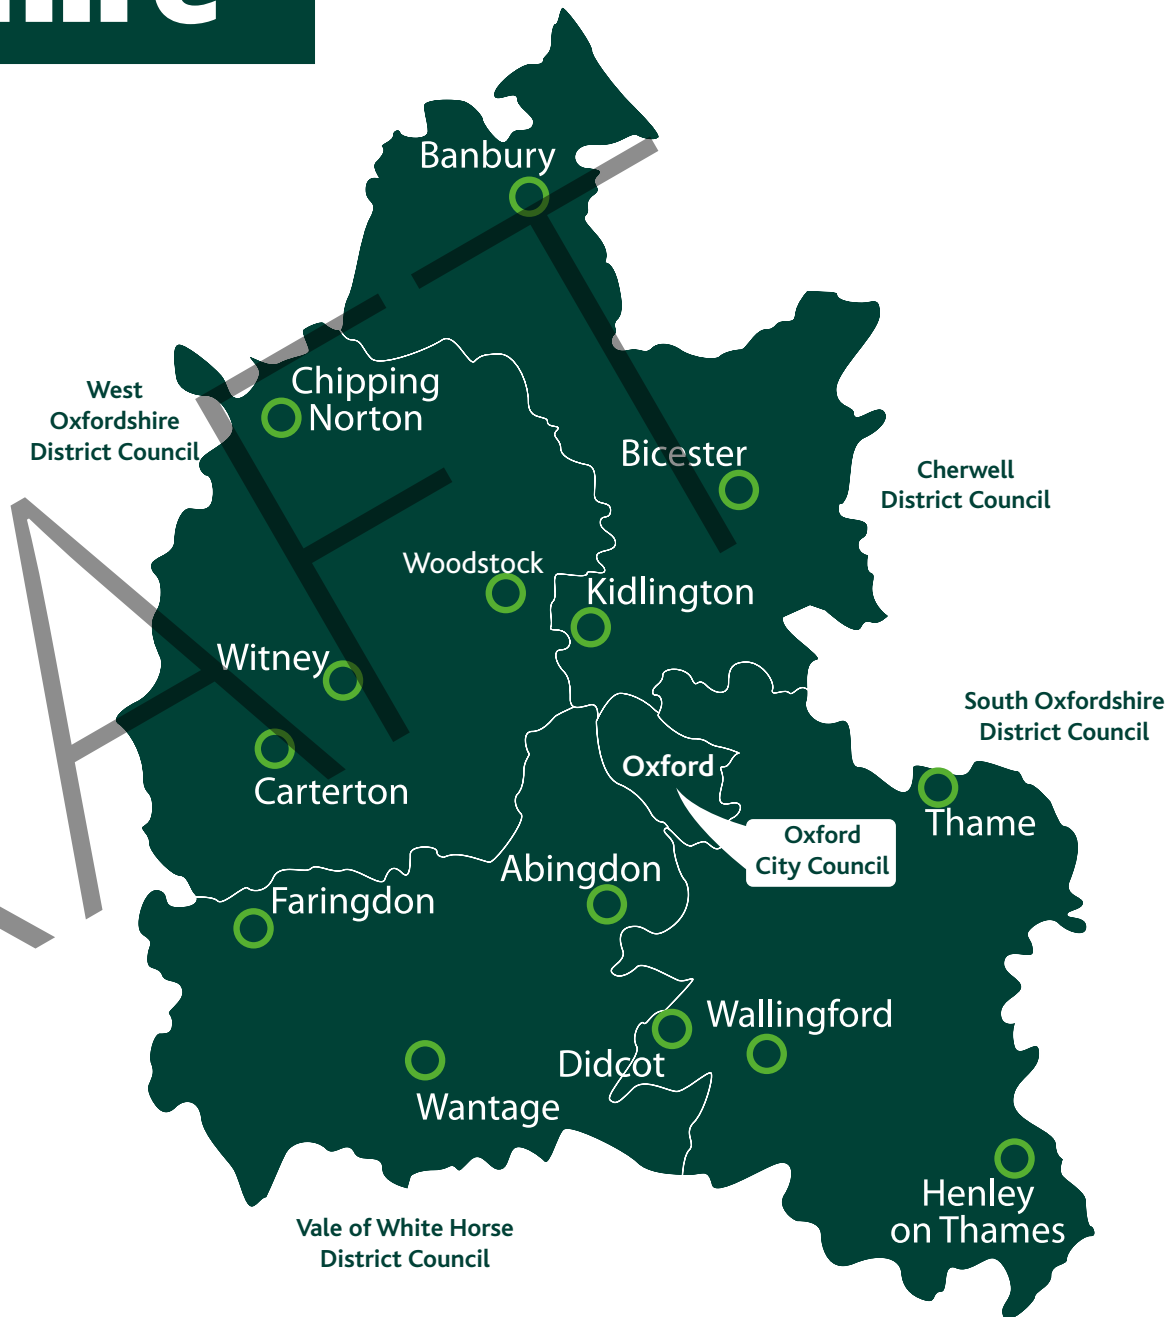 Banbury
Chipping
Norton
West
Oxfordshire
District Council
Bicester
Cherwell
District Council
Woodstock
Kidlington
Witney
South Oxfordshire
District Council
Oxford
Carterton
Thame
Oxford
City Council
Abingdon
Faringdon
Wallingford
Didcot
Wantage
Henley
on Thames
Vale of White Horse
District Council